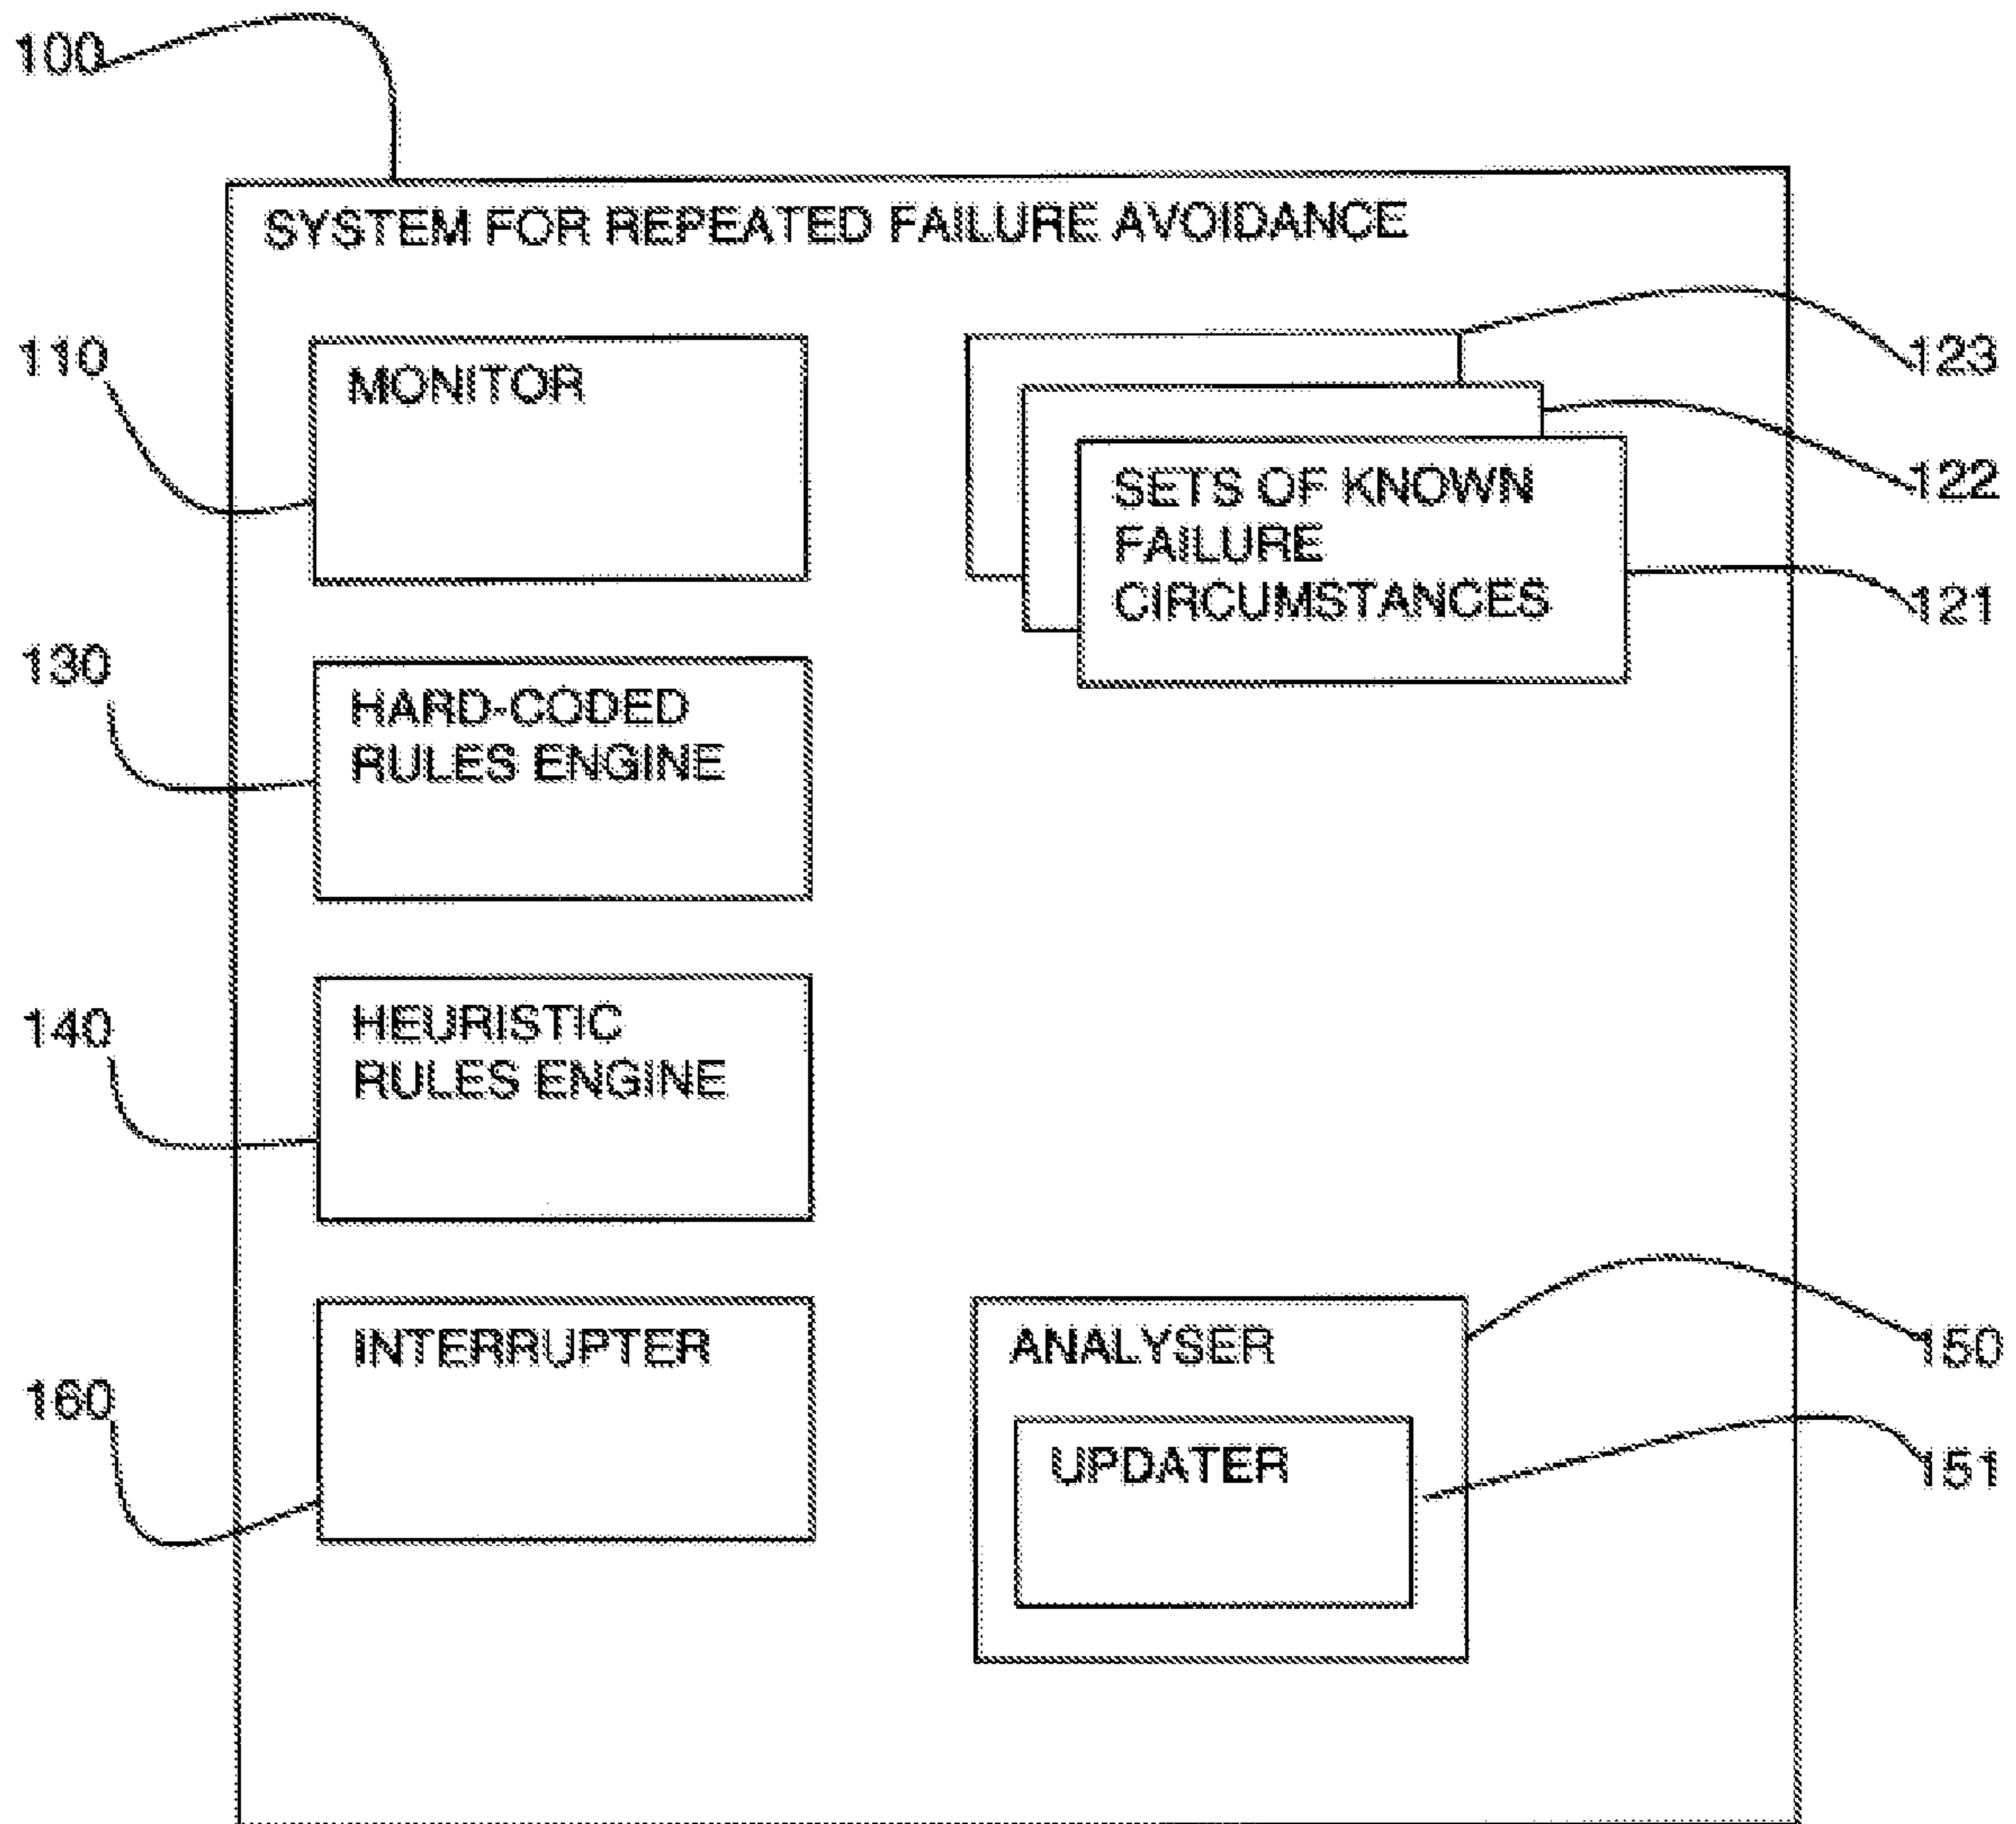 100
SYSTEM FOR REPEATED FAILURE AVOIDANCE
110
MONITOR
123
122
SETS OF KNOWN
FAILURE
CIRCUMSTANCES
121
130
HARD-CODED
RULES ENGINE
140
HEURISTIC
RULES ENGINE
160
INTERRUPTER
ANALYSER
150
UPDATER
151